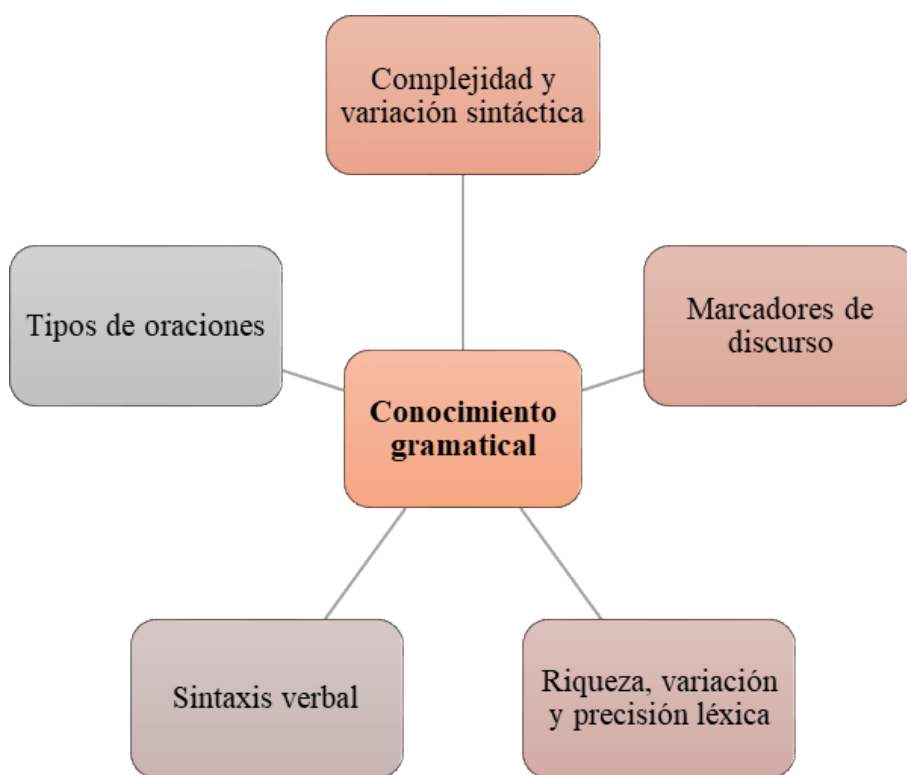 Complejidad y
variación sintáctica
Tipos de oraciones
Marcadores de
discurso
Conocimiento
gramatical
Sintaxis verbal
Riqueza, variación
y precisión léxica